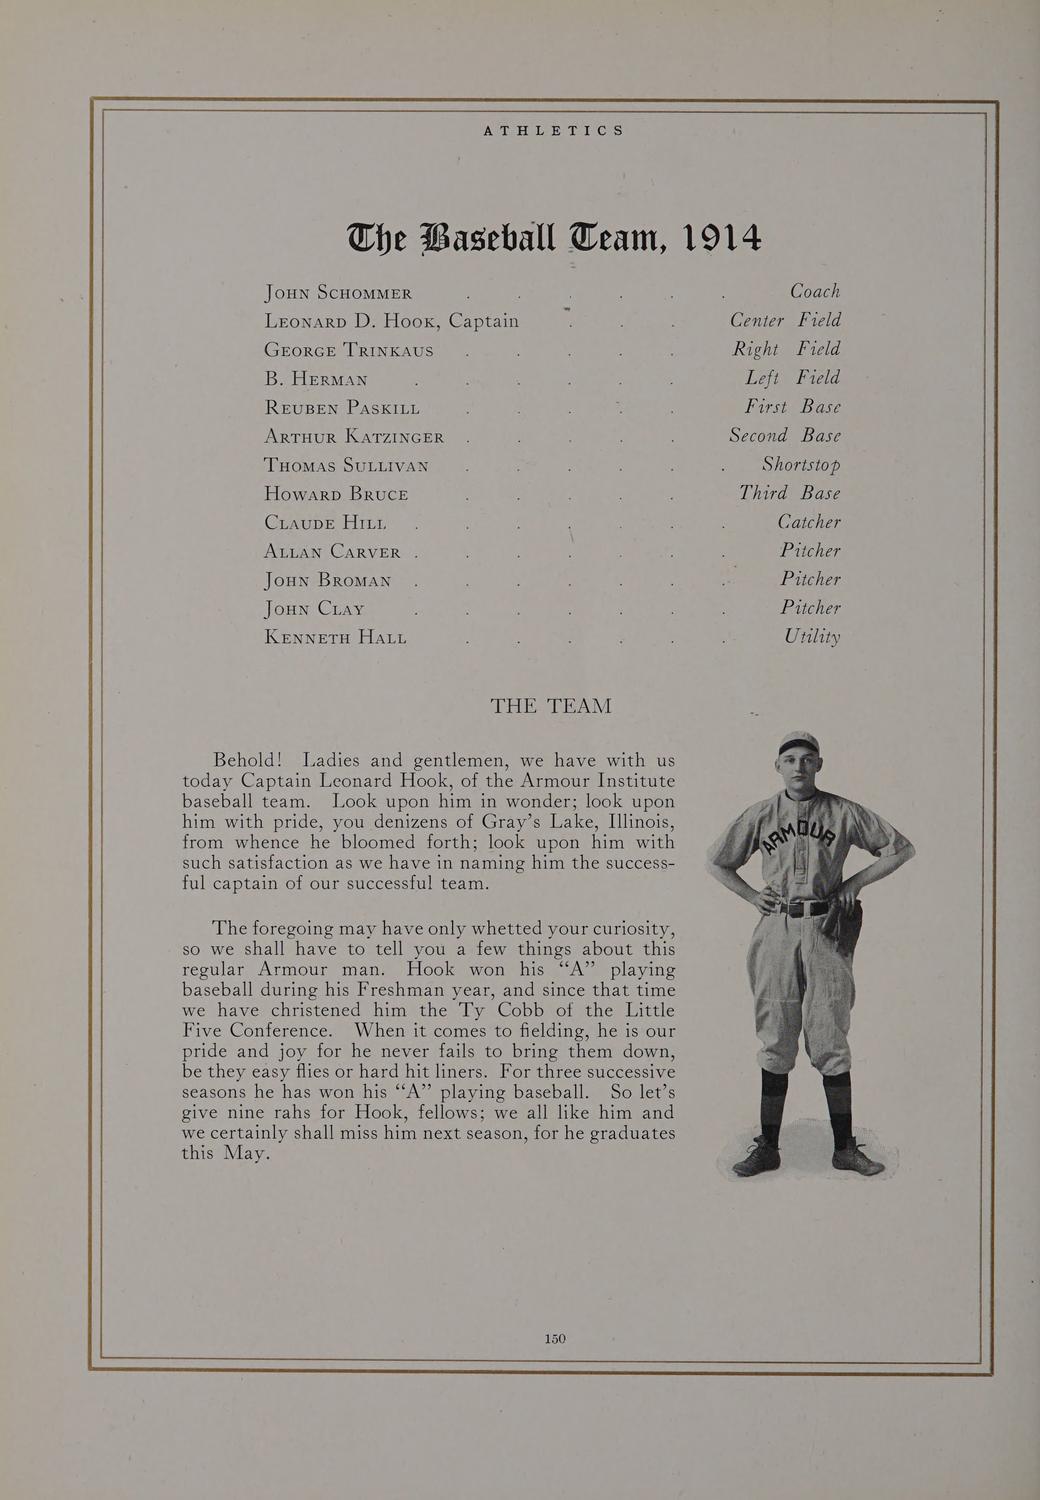 ATHLETICS
The Baseball Team, 1914
John Schommer . . . . . . Coach
Leonard D. Hook, Captain . . . Center Field
George Trinkaus . . . . . Right Field
B. Herman . . . . . . Left Field
Reuben Paskill . . . . . First Base
Arthur Katzinger . . . . . Second Base
Thomas Sullivan . . . . . . Shortstop
Howard Bruce . . . . . Third Base
Claude Hill . . . . . . . Catcher
Allan Carver . . . . . . . Pitcher
John Broman . . . . . . . Pitcher
John Clay . . . . . . . Pitcher
Kenneth Hall . . . . . . Utility
THE TEAM
Behold! Ladies and gentlemen, we have with us
today Captain Leonard Hook, of the Armour Institute
baseball team. Look upon him in wonder; look upon
him with pride, you denizens of Gray's Lake, Illinois,
from whence he bloomed forth; look upon him with
such satisfaction as we have in naming him the success-
ful captain of our successful team.
The foregoing may have only whetted your curiosity,
so we shall have to tell you a few things about this
regular Armour man. Hook won his “A” playing
baseball during his Freshman year, and since that time
we have christened him the Ty Cobb of the Little
Five Conference. When it comes to fielding, he is our
pride and joy for he never fails to bring them down,
be they easy flies or hard hit liners. For three successive
seasons he has won his “A” playing baseball. So let's
give nine rahs for Hook, fellows; we all like him and
we certainly shall miss him next season, for he graduates
this May.
ARMOUR
150